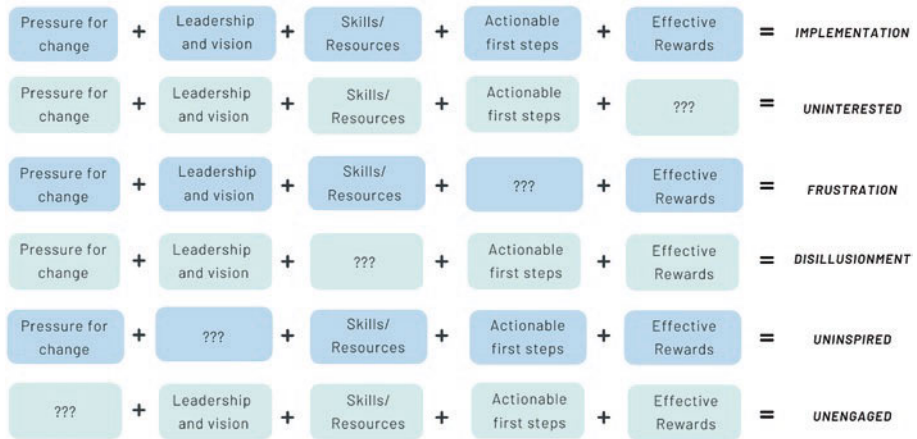 Pressure for change + Leadership and vision + Skills/ Resources + Actionable first steps + Effective Rewards = IMPLEMENTATION
Pressure for change + Leadership and vision + Skills/ Resources + Actionable first steps + ??? = UNINTERESTED
Pressure for change + Leadership and vision + Skills/ Resources + ??? + Effective Rewards = FRUSTRATION
Pressure for change + Leadership and vision + ??? + Actionable first steps + Effective Rewards = DISILLUSIONMENT
Pressure for change + ??? + Skills/ Resources + Actionable first steps + Effective Rewards = UNINSPIRED
??? + Leadership and vision + Skills/ Resources + Actionable first steps + Effective Rewards = UNENGAGED